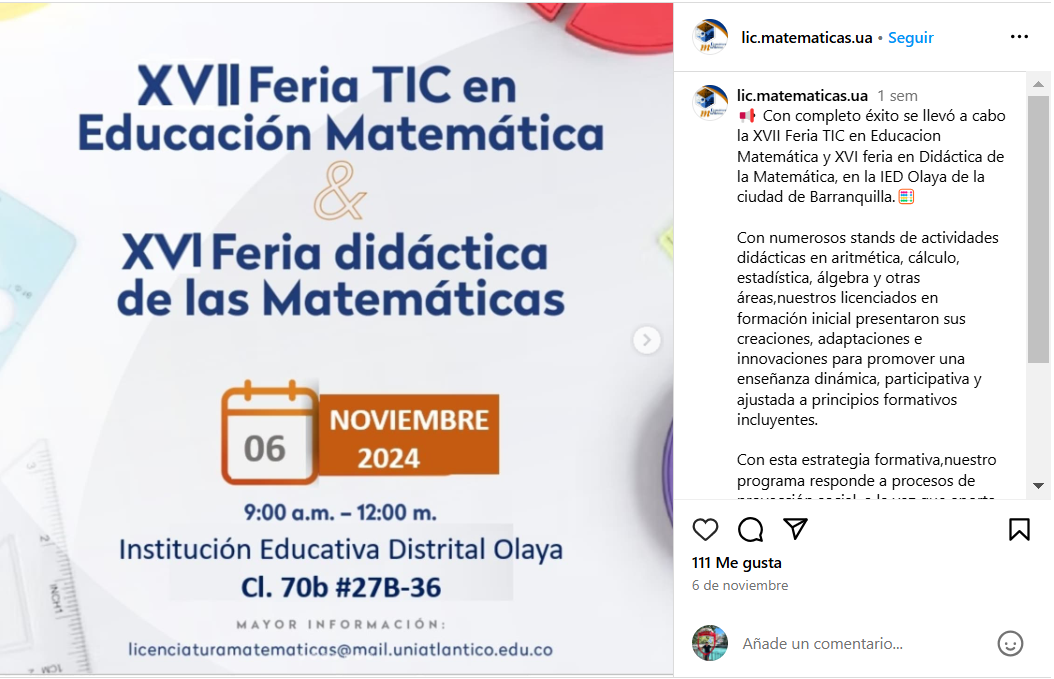 XVII Feria TIC en
Educación Matemática
&
XVI Feria didáctica
de las Matemáticas
06
NOVIEMBRE
2024
9:00 a.m. – 12:00 m.
Institución Educativa Distrital Olaya
Cl. 70b #27B-36
MAYOR INFORMACIÓN:
licenciaturamatematicas@mail.uniatlantico.edu.co
lic.matematicas.ua • Seguir
lic.matematicas.ua 1 sem
Con completo éxito se llevó a cabo
la XVII Feria TIC en Educacion
Matemática y XVI feria en Didáctica de
la Matemática, en la IED Olaya de la
ciudad de Barranquilla.
Con numerosos stands de actividades
didácticas en aritmética, cálculo,
estadística, álgebra y otras
áreas,nuestros licenciados en
formación inicial presentaron sus
creaciones, adaptaciones e
innovaciones para promover una
enseñanza dinámica, participativa y
ajustada a principios formativos
incluyentes.
Con esta estrategia formativa,nuestro
programa responde a procesos de
111 Me gusta
6 de noviembre
Añade un comentario...